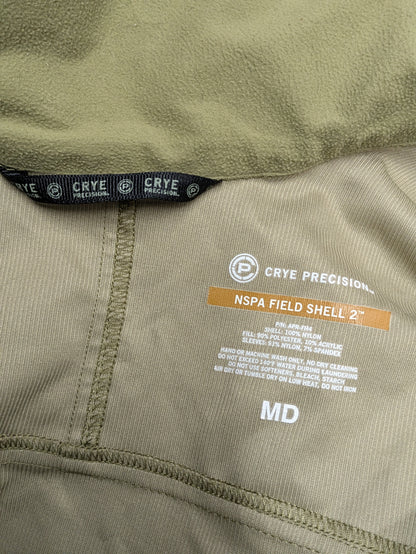 CRYE PRECISION. P CRYE PRECISION. P CRYE PRECISION. P
P CRYE PRECISION™
NSPA FIELD SHELL 2™
P/N: APR-FH4
SHELL: 100% NYLON
FILL: 90% POLYESTER, 10% ACRYLIC
SLEEVES: 93% NYLON, 7% SPANDEX
HAND OR MACHINE WASH ONLY, NO DRY CLEANING
DO NOT EXCEED 140°F WATER DURING LAUNDERING
DO NOT USE SOFTENERS, BLEACH, STARCH
AIR DRY OR TUMBLE DRY ON LOW HEAT, DO NOT IRON
MD